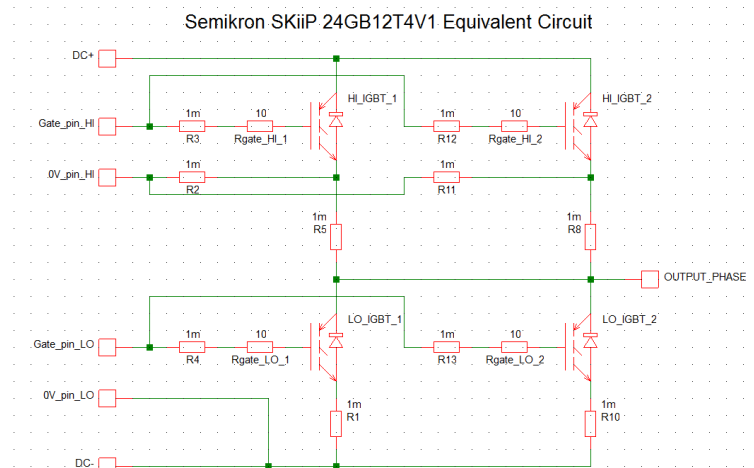 Semikron SKiiP 24GB12T4V1 Equivalent Circuit
DC+
HI_IGBT_1
HI_IGBT_2
Gate_pin_HI
1m
R3
10
Rgate_HI_1
1m
R12
10
Rgate_HI_2
0V_pin_HI
1m
R2
1m
R11
1m
R5
1m
R8
OUTPUT_PHASE
LO_IGBT_1
LO_IGBT_2
Gate_pin_LO
1m
R4
10
Rgate_LO_1
1m
R13
10
Rgate_LO_2
0V_pin_LO
1m
R1
1m
R10
DC-